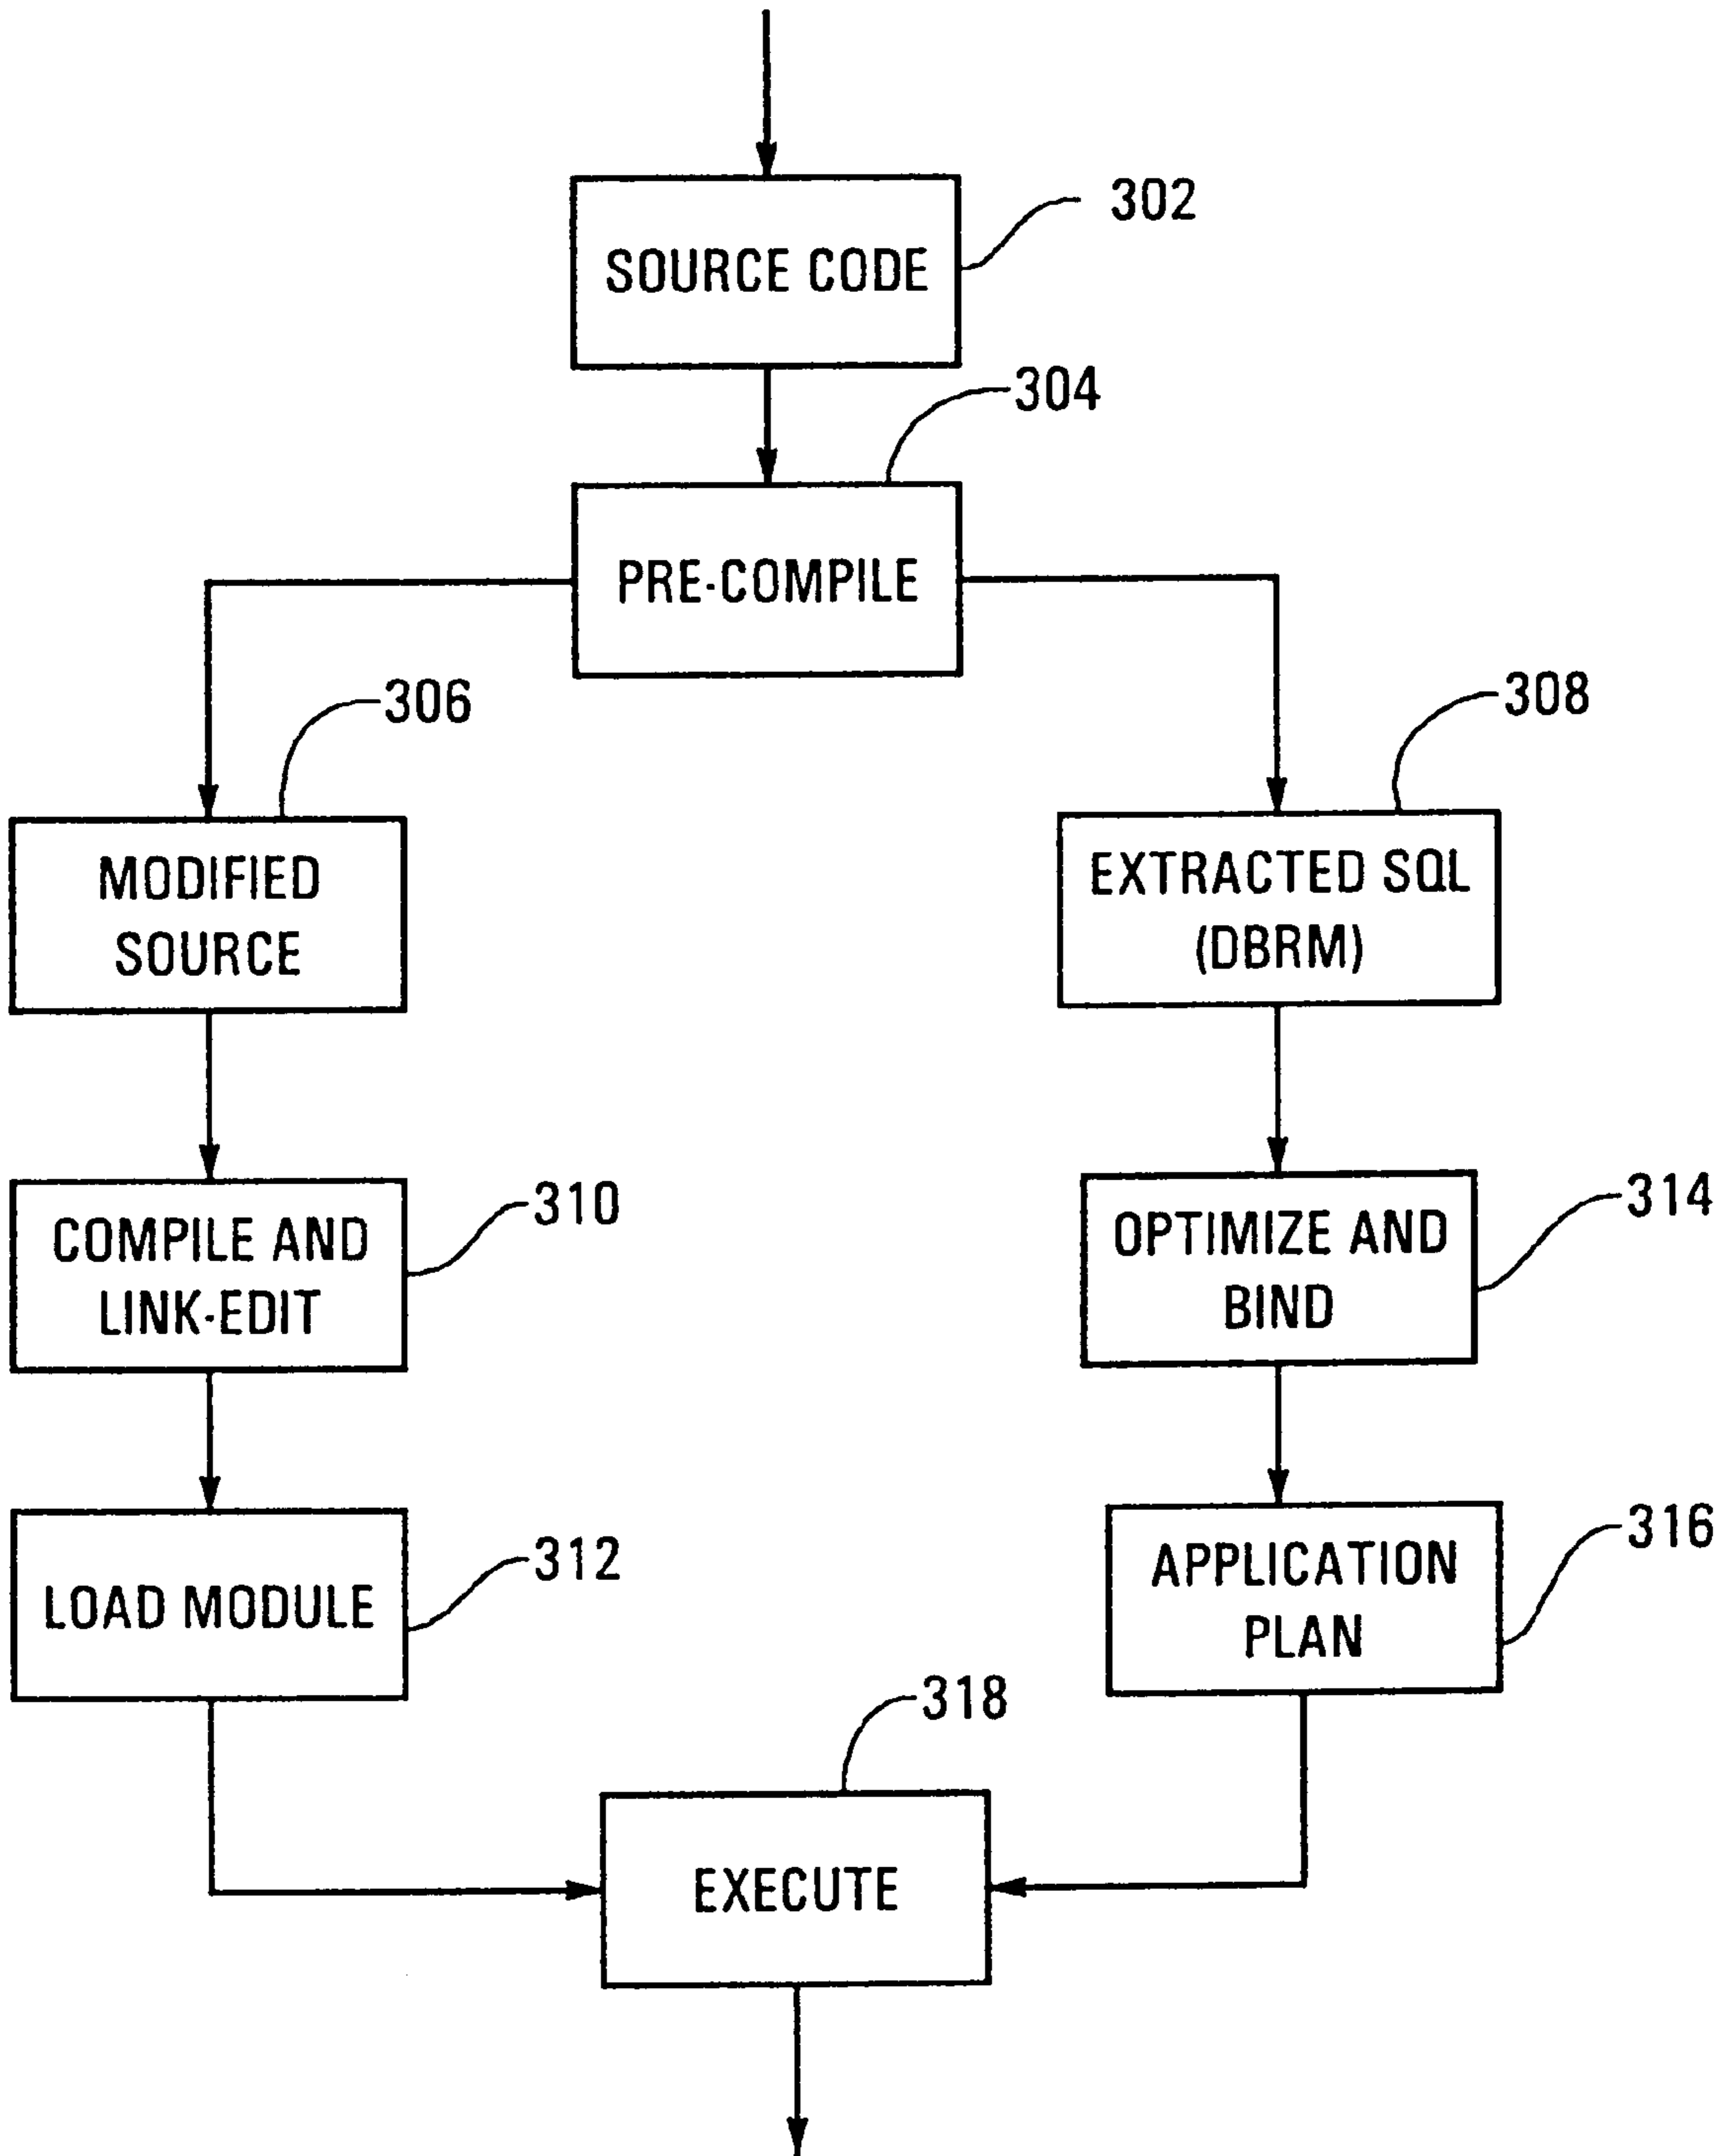 302
SOURCE CODE
304
PRE-COMPILE
306
308
MODIFIED
SOURCE
EXTRACTED SQL
(DBRM)
310
COMPILE AND
LINK-EDIT
314
OPTIMIZE AND
BIND
312
LOAD MODULE
316
APPLICATION
PLAN
318
EXECUTE